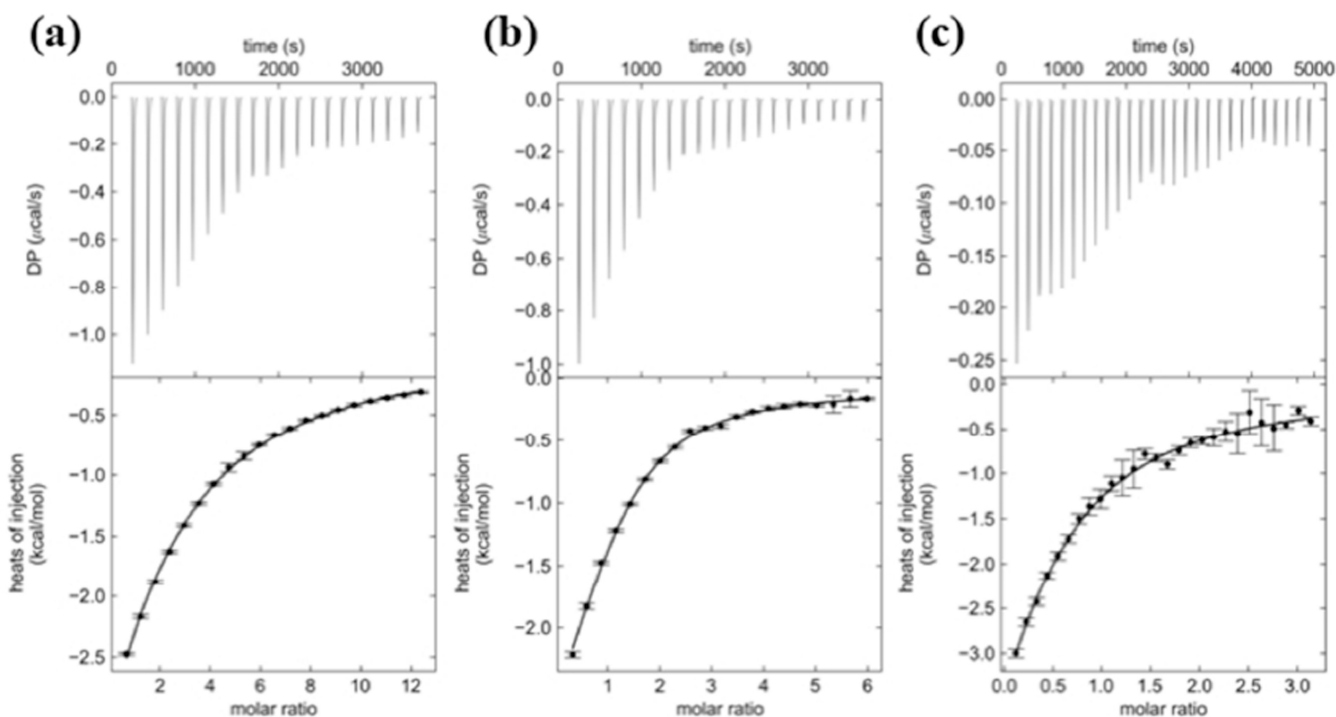 (a)
time (s)
0 1000 2000 3000
0.0
−0.2
−0.4
−0.6
−0.8
−1.0
DP (μcal/s)
−0.5
−1.0
−1.5
−2.0
−2.5
heats of injection
(kcal/mol)
2 4 6 8 10 12
molar ratio
(b)
time (s)
0 1000 2000 3000
0.0
−0.2
−0.4
−0.6
−0.8
−1.0
DP (μcal/s)
0.0
−0.5
−1.0
−1.5
−2.0
heats of injection
(kcal/mol)
1 2 3 4 5 6
molar ratio
(c)
time (s)
0 1000 2000 3000 4000 5000
0.00
−0.05
−0.10
−0.15
−0.20
−0.25
DP (μcal/s)
0.0
−0.5
−1.0
−1.5
−2.0
−2.5
−3.0
heats of injection
(kcal/mol)
0.0 0.5 1.0 1.5 2.0 2.5 3.0
molar ratio